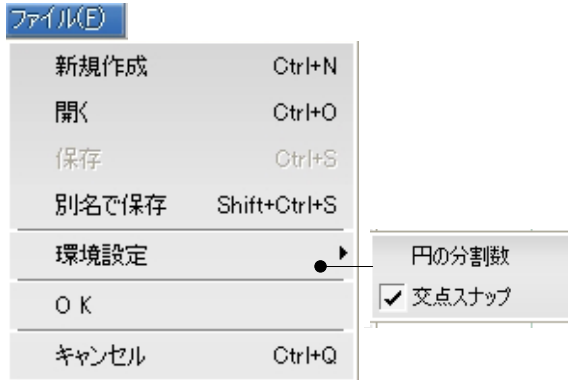 ファイル(F)
新規作成 Ctrl+N
開く Ctrl+O
保存 Ctrl+S
別名で保存 Shift+Ctrl+S
環境設定
円の分割数
交点スナップ
ＯＫ
キャンセル Ctrl+Q